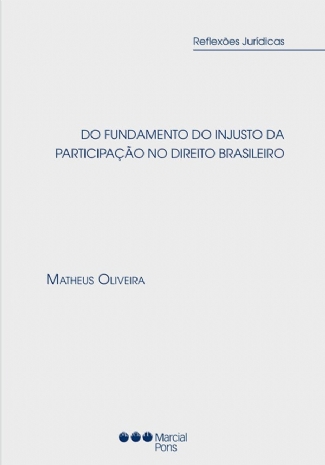 Reflexões Jurídicas
DO FUNDAMENTO DO INJUSTO DA
PARTICIPAÇÃO NO DIREITO BRASILEIRO
MATHEUS OLIVEIRA
Marcial
Pons